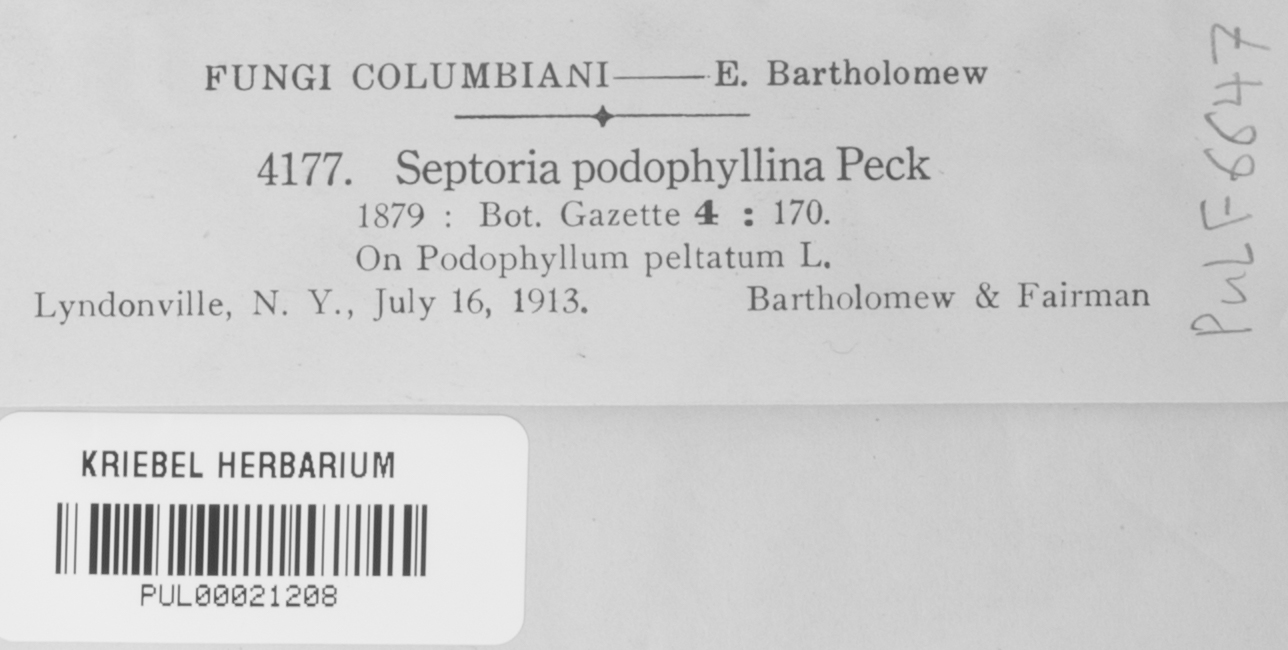 FUNGI COLUMBIANI—E. Bartholomew
4177. Septoria podophyllina Peck
1879 : Bot. Gazette 4 : 170.
On Podophyllum peltatum L.
Lyndonville, N. Y., July 16, 1913. Bartholomew & Fairman
PUL F6647
KRIEBEL HERBARIUM
PUL00021208